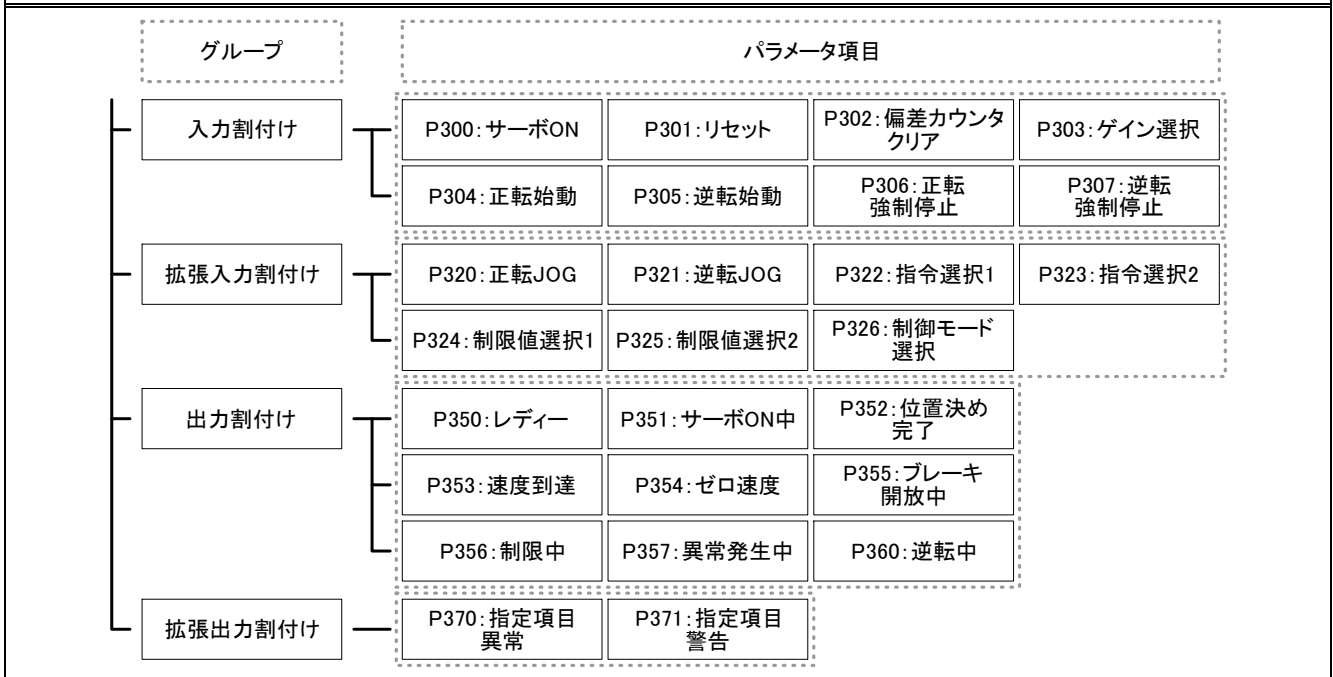 グループ
パラメータ項目
入力割付け
P300:サーボON
P301:リセット
P302:偏差カウンタ
クリア
P303:ゲイン選択
P304:正転始動
P305:逆転始動
P306:正転
強制停止
P307:逆転
強制停止
拡張入力割付け
P320:正転JOG
P321:逆転JOG
P322:指令選択1
P323:指令選択2
P324:制限値選択1
P325:制限値選択2
P326:制御モード
選択
出力割付け
P350:レディー
P351:サーボON中
P352:位置決め
完了
P353:速度到達
P354:ゼロ速度
P355:ブレーキ
開放中
P356:制限中
P357:異常発生中
P360:逆転中
拡張出力割付け
P370:指定項目
異常
P371:指定項目
警告